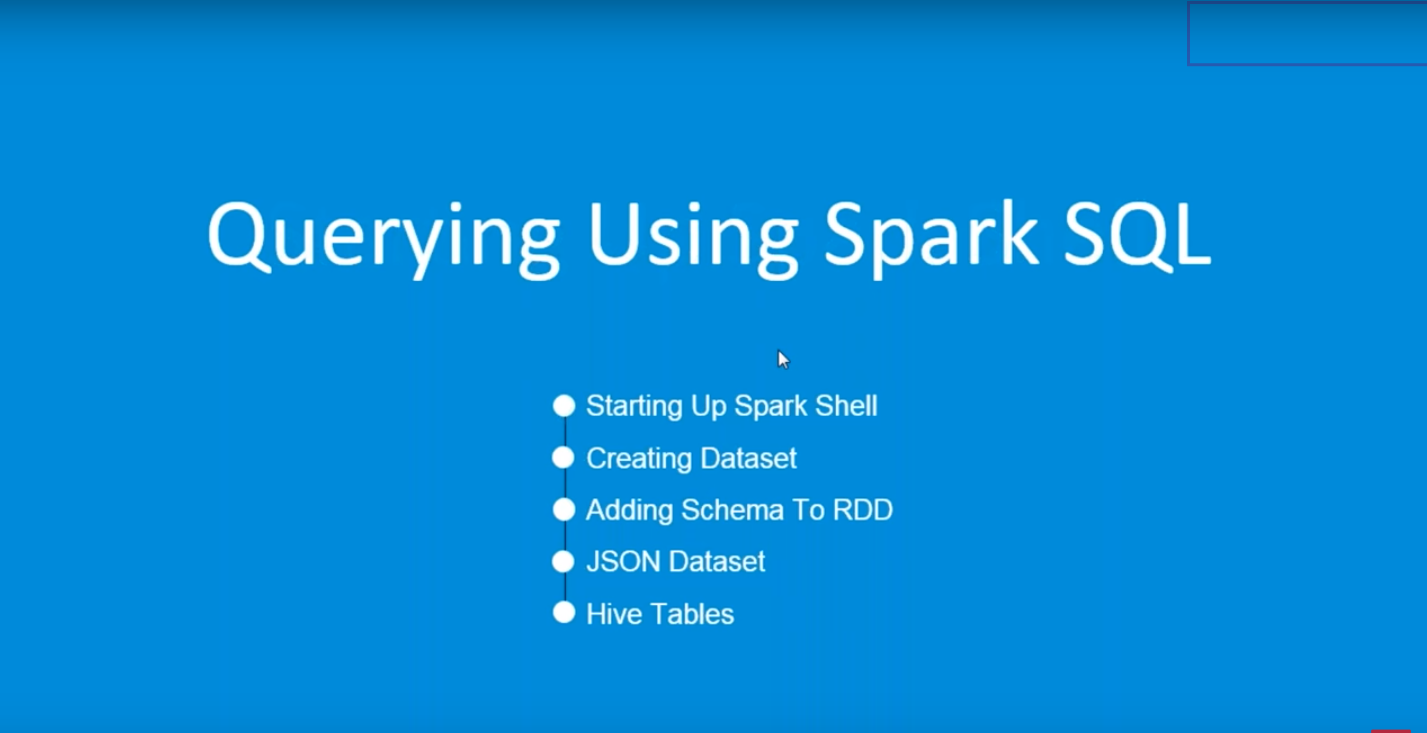 Querying Using Spark SQL
Starting Up Spark Shell
Creating Dataset
Adding Schema To RDD
JSON Dataset
Hive Tables